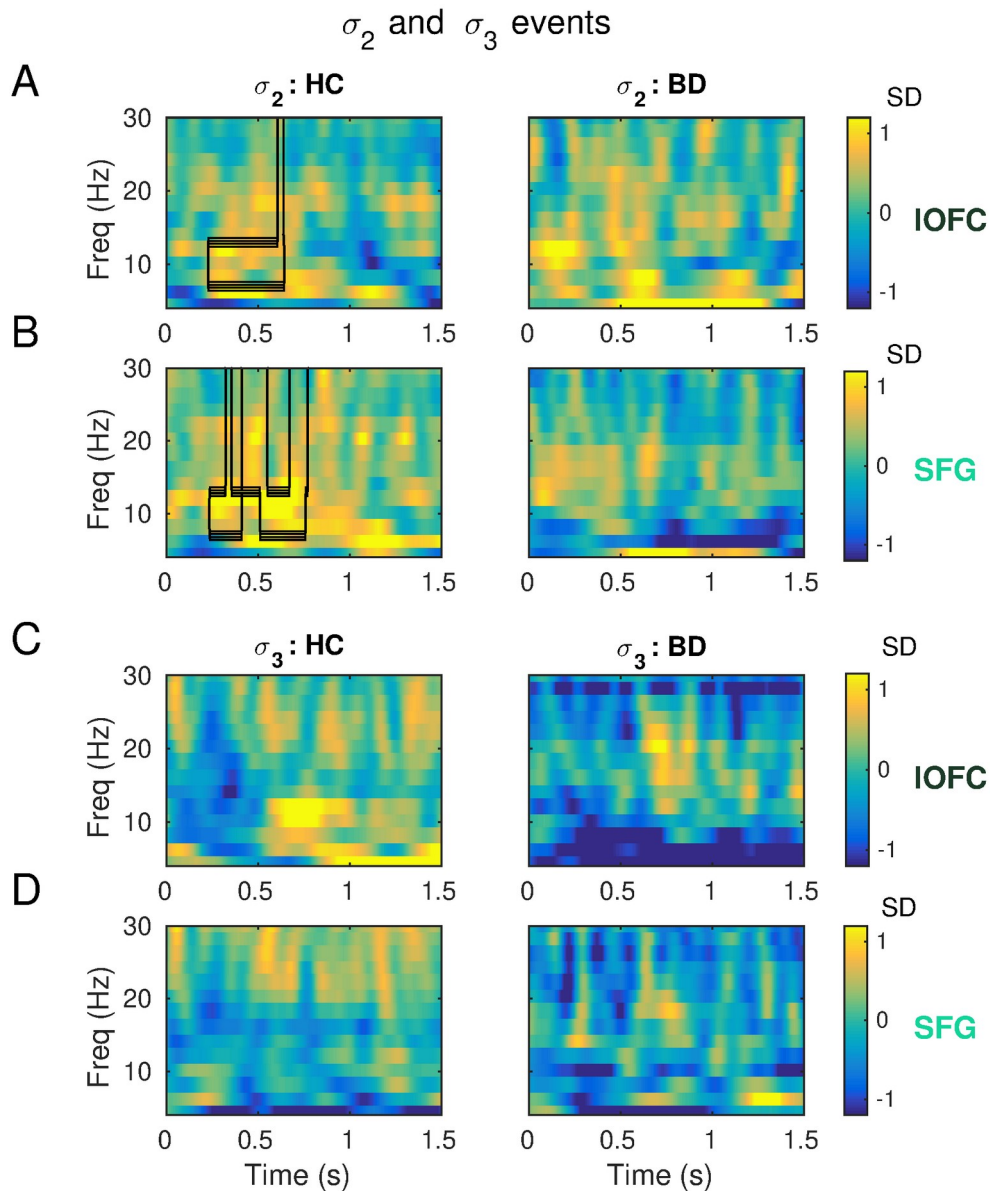 σ2 and σ3 events
A
σ2: HC
σ2: BD
SD
30
20
10
Freq (Hz)
0 0.5 1 1.5
0 0.5 1 1.5
1
0
-1
IOFC
B
30
20
10
Freq (Hz)
0 0.5 1 1.5
0 0.5 1 1.5
SD
1
0
-1
SFG
C
σ3: HC
σ3: BD
SD
30
20
10
Freq (Hz)
0 0.5 1 1.5
0 0.5 1 1.5
1
0
-1
IOFC
D
30
20
10
Freq (Hz)
0 0.5 1 1.5
0 0.5 1 1.5
Time (s)
Time (s)
SD
1
0
-1
SFG